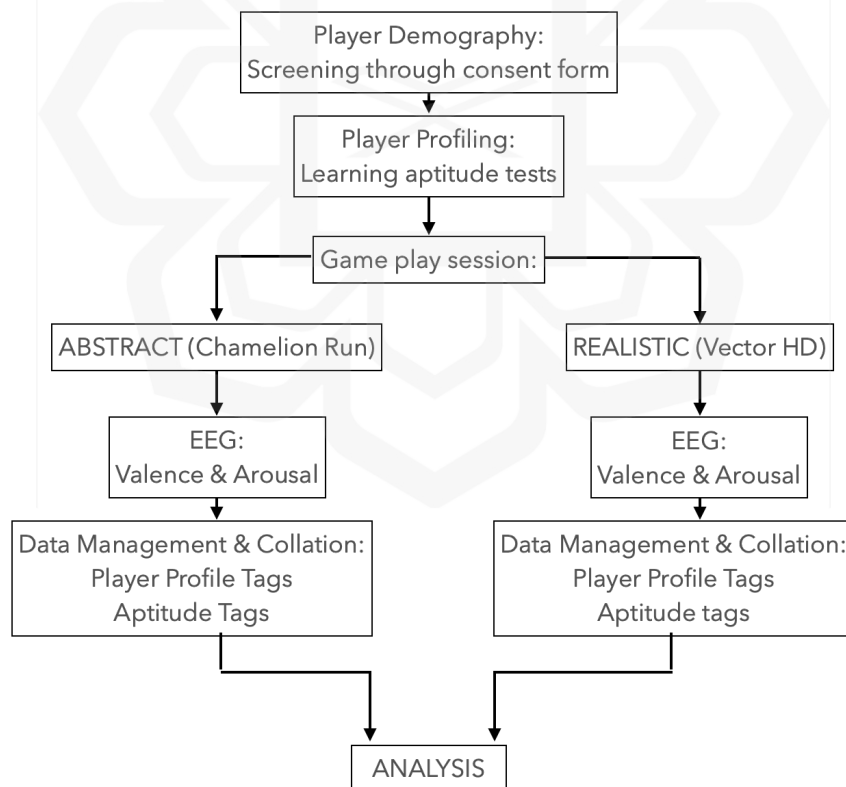 Player Demography:
Screening through consent form
Player Profiling:
Learning aptitude tests
Game play session:
ABSTRACT (Chamelion Run)
REALISTIC (Vector HD)
EEG:
Valence & Arousal
EEG:
Valence & Arousal
Data Management & Collation:
Player Profile Tags
Aptitude Tags
Data Management & Collation:
Player Profile Tags
Aptitude tags
ANALYSIS